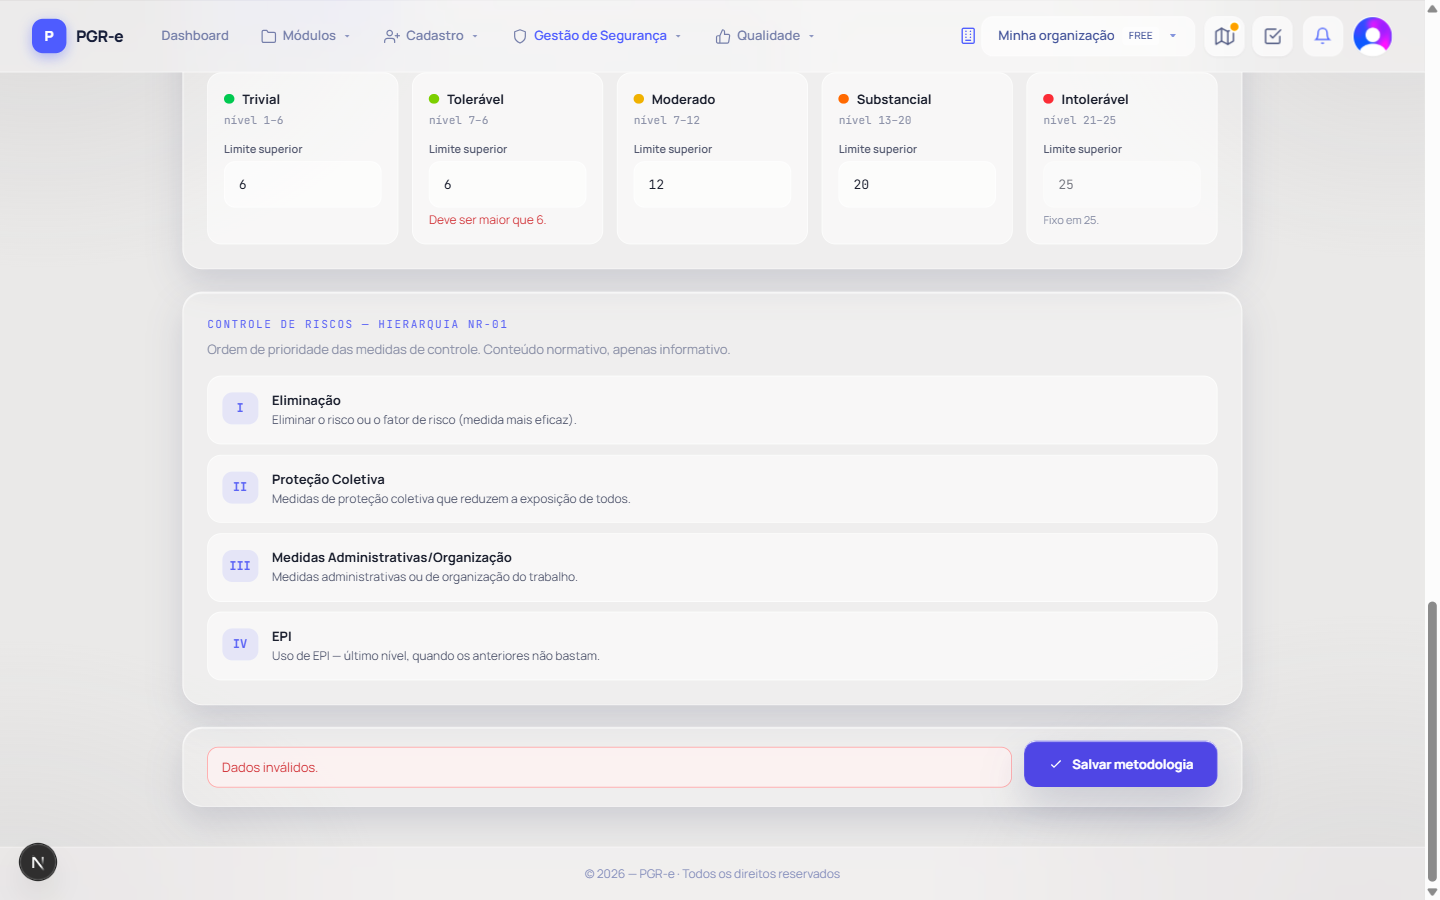 P PGR-e Dashboard Módulos Cadastro Gestão de Segurança Qualidade Minha organização FREE
Trivial
nível 1–6
Limite superior
6
Tolerável
nível 7–6
Limite superior
6
Deve ser maior que 6.
Moderado
nível 7–12
Limite superior
12
Substancial
nível 13–20
Limite superior
20
Intolerável
nível 21–25
Limite superior
25
Fixo em 25.
CONTROLE DE RISCOS — HIERARQUIA NR-01
Ordem de prioridade das medidas de controle. Conteúdo normativo, apenas informativo.
I
Eliminação
Eliminar o risco ou o fator de risco (medida mais eficaz).
II
Proteção Coletiva
Medidas de proteção coletiva que reduzem a exposição de todos.
III
Medidas Administrativas/Organização
Medidas administrativas ou de organização do trabalho.
IV
EPI
Uso de EPI — último nível, quando os anteriores não bastam.
Dados inválidos.
Salvar metodologia
N
© 2026 — PGR-e · Todos os direitos reservados